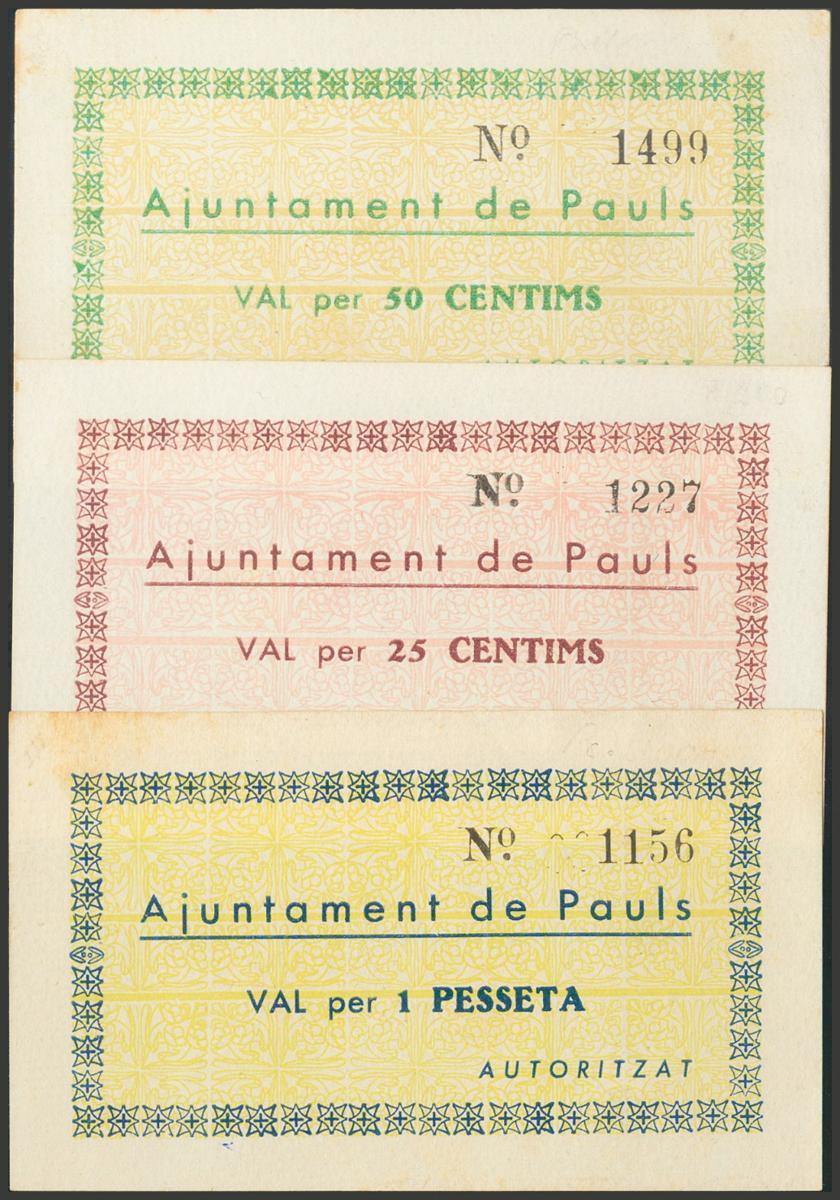 Nº 1499
Ajuntament de Pauls
VAL per 50 CENTIMS
AUTORITZAT
Nº 1227
Ajuntament de Pauls
VAL per 25 CENTIMS
Nº 1156
Ajuntament de Pauls
VAL per 1 PESSETA
AUTORITZAT